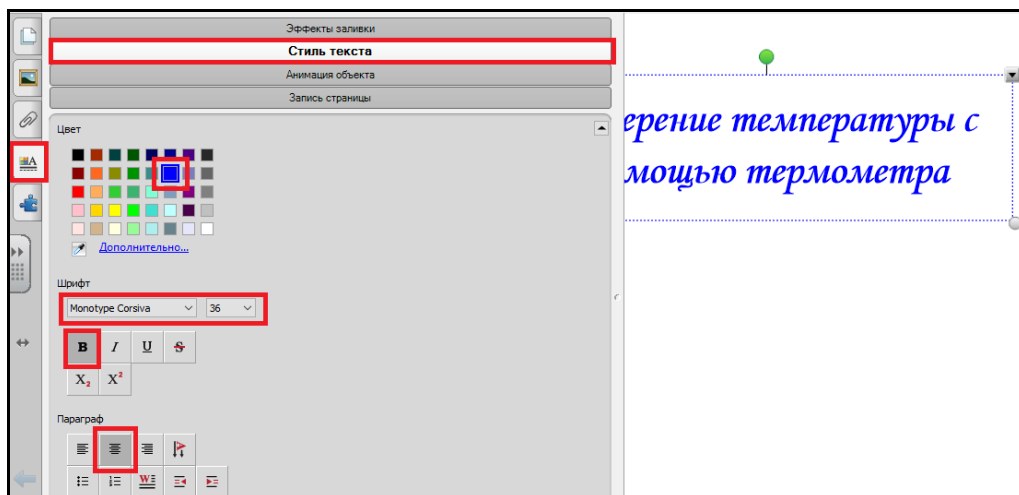 Эффекты заливки
Стиль текста
Анимация объекта
Запись страницы
Цвет
Дополнительно...
Шрифт
Monotype Corsiva 36
B I U S
X₂ X²
Параграф
ерение температуры с
мощью термометра